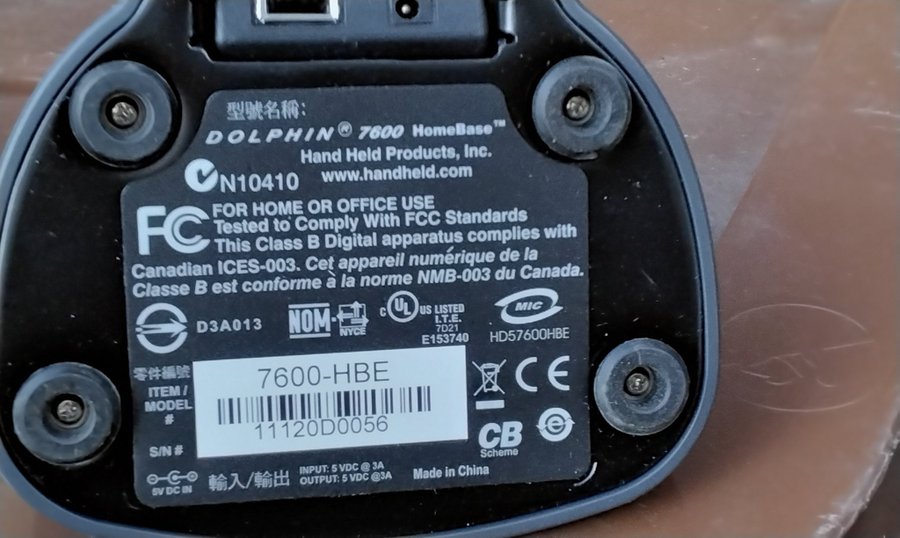 型號名稱:
DOLPHIN® 7600 HomeBase™
Hand Held Products, Inc.
www.handheld.com
N10410
FC
FOR HOME OR OFFICE USE
Tested to Comply With FCC Standards
This Class B Digital apparatus complies with
Canadian ICES-003. Cet appareil numérique de la
Classe B est conforme à la norme NMB-003 du Canada.
D3A013
NOM-
NYCE
c UL US LISTED
I.T.E.
7D21
E153740
MIC
HD57600HBE
零件編號
ITEM /
MODEL
#
7600-HBE
11120D0056
S/N #
CE
CB
Scheme
e
5V DC IN
輸入/輸出
INPUT: 5 VDC @ 3A
OUTPUT: 5 VDC @3A
Made in China